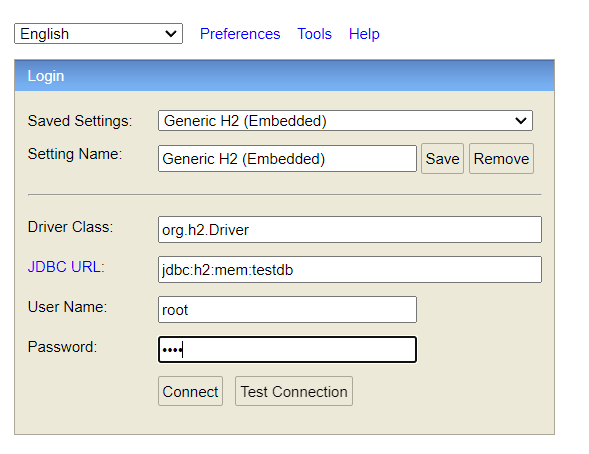 English Preferences Tools Help
Login
Saved Settings: Generic H2 (Embedded)
Setting Name: Generic H2 (Embedded) Save Remove
Driver Class: org.h2.Driver
JDBC URL: jdbc:h2:mem:testdb
User Name: root
Password: ••••
Connect Test Connection